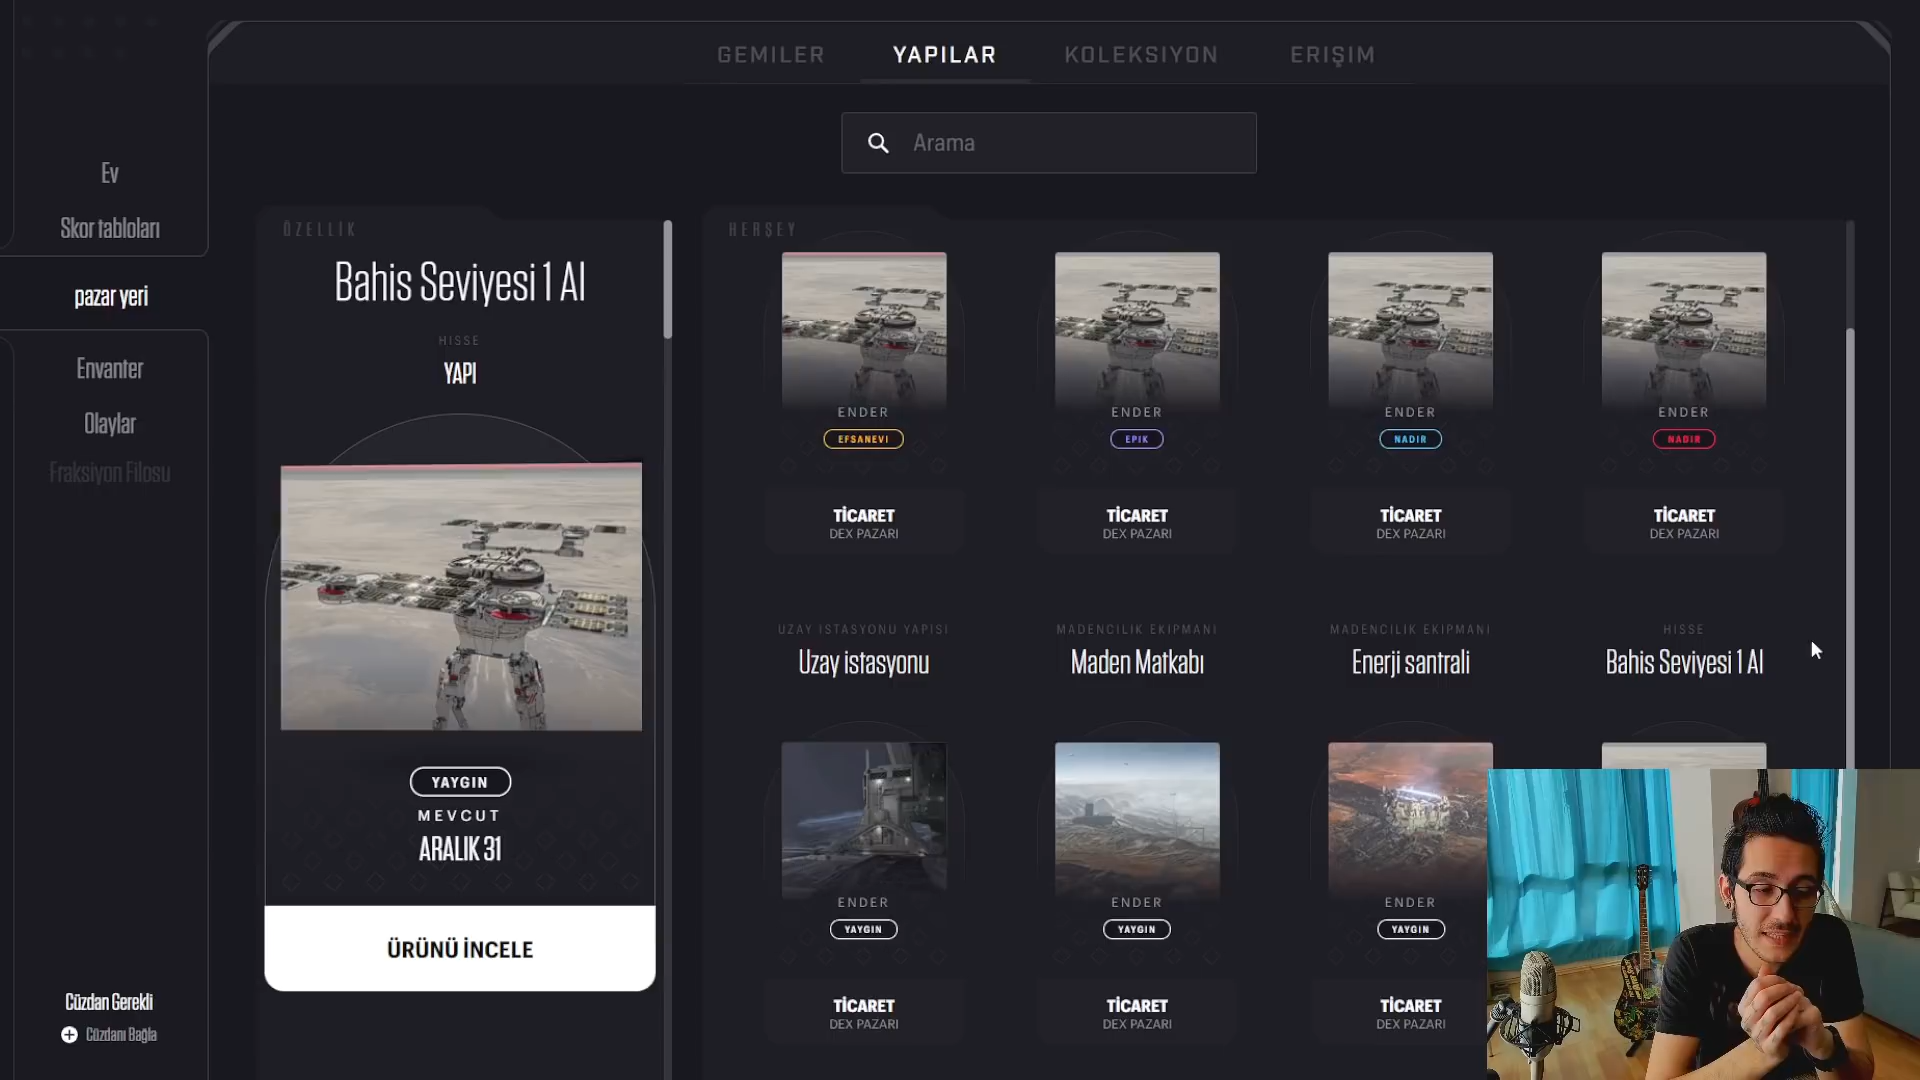 GEMILER
YAPILAR
KOLEKSIYON
ERIŞIM
Arama
Ev
Skor tabloları
pazar yeri
Envanter
Olaylar
Fraksiyon Filosu
Cüzdan Gerekli
Cüzdanı Bağla
ÖZELLİK
Bahis Seviyesi 1 Al
HISSE
YAPI
YAYGIN
MEVCUT
ARALIK 31
ÜRÜNÜ İNCELE
HERŞEY
ENDER
EFSANEVI
TİCARET
DEX PAZARI
ENDER
EPIK
TİCARET
DEX PAZARI
ENDER
NADIR
TİCARET
DEX PAZARI
ENDER
NADIR
TİCARET
DEX PAZARI
UZAY ISTASYONU YAPISI
Uzay istasyonu
ENDER
YAYGIN
TİCARET
DEX PAZARI
MADENCILIK EKIPMANI
Maden Matkabı
ENDER
YAYGIN
TİCARET
DEX PAZARI
MADENCILIK EKIPMANI
Enerji santrali
ENDER
YAYGIN
TİCARET
DEX PAZARI
HISSE
Bahis Seviyesi 1 Al